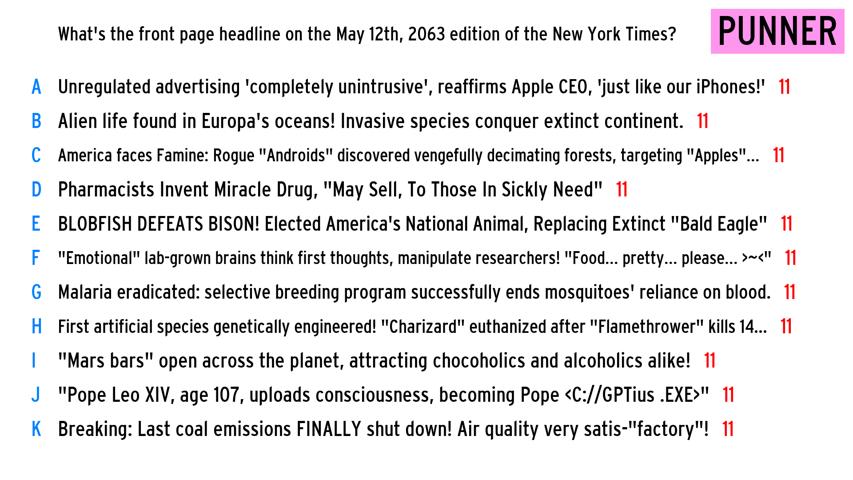 What's the front page headline on the May 12th, 2063 edition of the New York Times?
PUNNER
A Unregulated advertising 'completely unintrusive', reaffirms Apple CEO, 'just like our iPhones!' 11
B Alien life found in Europa's oceans! Invasive species conquer extinct continent. 11
C America faces Famine: Rogue "Androids" discovered vengefully decimating forests, targeting "Apples"... 11
D Pharmacists Invent Miracle Drug, "May Sell, To Those In Sickly Need" 11
E BLOBFISH DEFEATS BISON! Elected America's National Animal, Replacing Extinct "Bald Eagle" 11
F "Emotional" lab-grown brains think first thoughts, manipulate researchers! "Food... pretty... please... >~<" 11
G Malaria eradicated: selective breeding program successfully ends mosquitoes' reliance on blood. 11
H First artificial species genetically engineered! "Charizard" euthanized after "Flamethrower" kills 14... 11
I "Mars bars" open across the planet, attracting chocoholics and alcoholics alike! 11
J "Pope Leo XIV, age 107, uploads consciousness, becoming Pope <C://GPTius .EXE>" 11
K Breaking: Last coal emissions FINALLY shut down! Air quality very satis-"factory"! 11